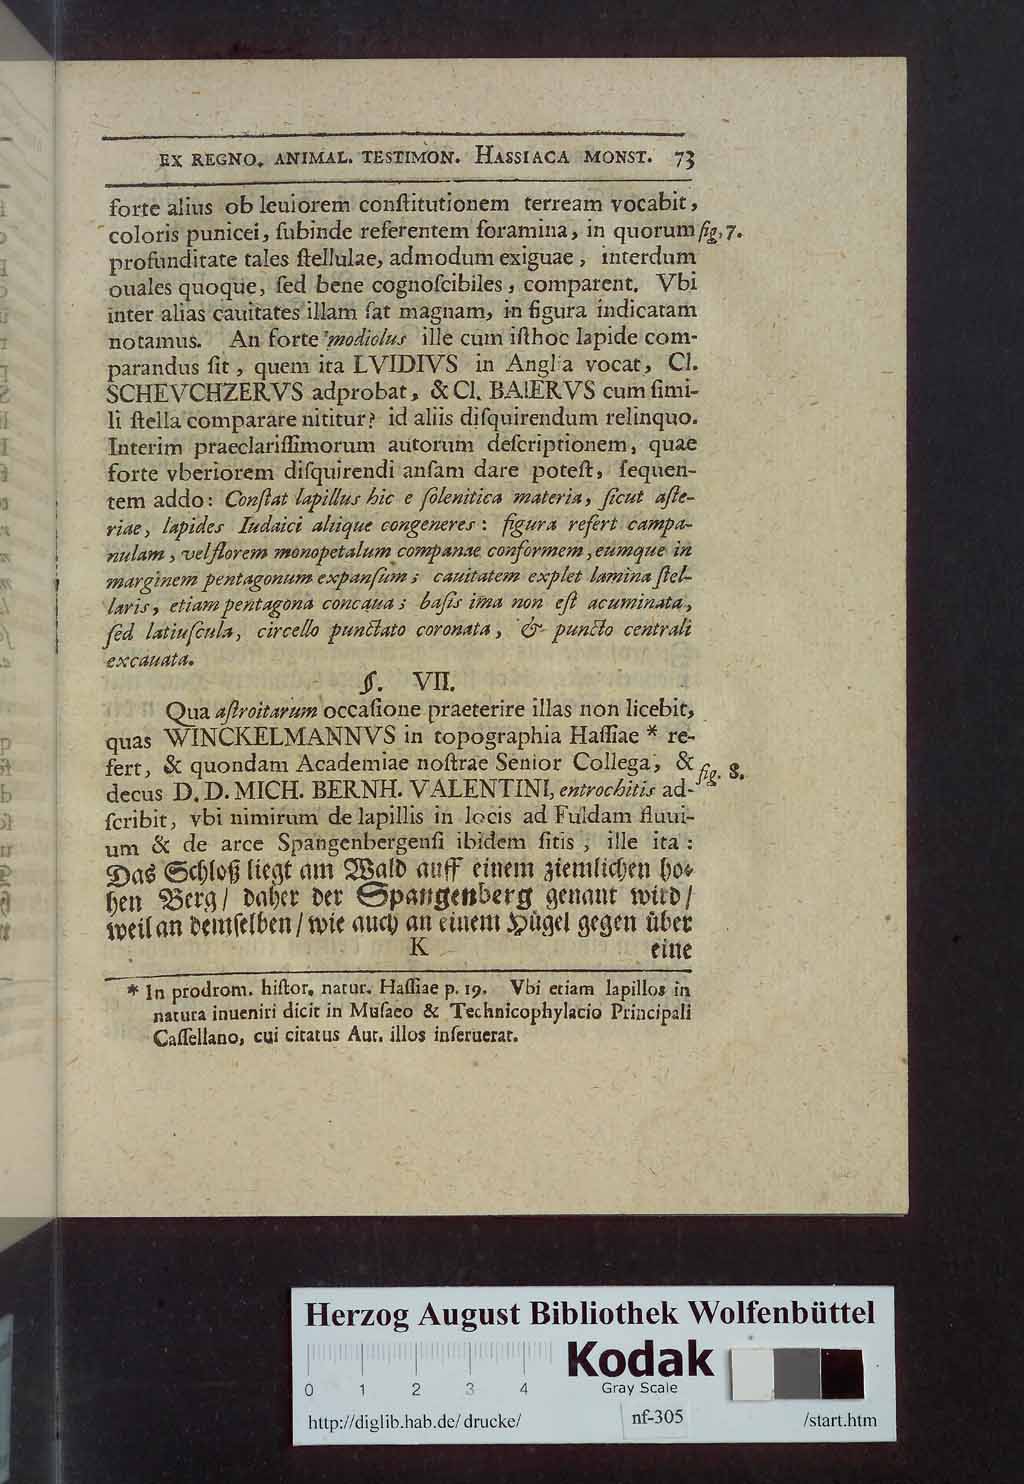 EX REGNO. ANIMAL. TESTIMON. HASSIACA MONST. 73
forte alius ob leuiorem conſtitutionem terream vocabit,
coloris punicei, ſubinde referentem foramina, in quorum fig. 7.
profunditate tales ſtellulae, admodum exiguae, interdum
ouales quoque, ſed bene cognoſcibiles, comparent. Vbi
inter alias cauitates illam ſat magnam, in figura indicatam
notamus. An forte modiolus ille cum iſthoc lapide com-
parandus ſit, quem ita LVIDIVS in Anglia vocat, Cl.
SCHEVCHZERVS adprobat, & Cl. BAIERVS cum ſimi-
li ſtella comparare nititur? id aliis diſquirendum relinquo.
Interim praeclariſſimorum autorum deſcriptionem, quae
forte vberiorem diſquirendi anſam dare poteſt, ſequen-
tem addo: Conſtat lapillus hic e ſolenitica materia, ſicut aſte-
riae, lapides Iudaici aliique congeneres: figura refert campa-
nulam, vel florem monopetalum companae conformem, eumque in
marginem pentagonum expanſum; cauitatem explet lamina ſtel-
laris, etiam pentagona concaua; baſis ima non eſt acuminata,
ſed latiuſcula, circello punctato coronata, & puncto centrali
excauata.
§. VII.
Qua aſtroitarum occaſione praeterire illas non licebit,
quas WINCKELMANNVS in topographia Haſſiae * re-
fert, & quondam Academiae noſtrae Senior Collega, & fig. 8.
decus D. D. MICH. BERNH. VALENTINI, entrochitis ad-
ſcribit, vbi nimirum de lapillis in locis ad Fuldam fluui-
um & de arce Spangenbergenſi ibidem ſitis, ille ita:
Das Schloß liegt am Wald auff einem ziemlichen ho-
hen Berg/ daher der Spangenberg genant wird/
weil an demſelben/ wie auch an einem Hügel gegen über
K eine
* In prodrom. hiſtor. natur. Haſſiae p. 19. Vbi etiam lapillos in
natura inueniri dicit in Muſaeo & Technicophylacio Principali
Caſſellano, cui citatus Aut. illos inſeruerat.
Herzog August Bibliothek Wolfenbüttel
Kodak
0 1 2 3 4 Gray Scale
http://diglib.hab.de/drucke/ nf-305 /start.htm